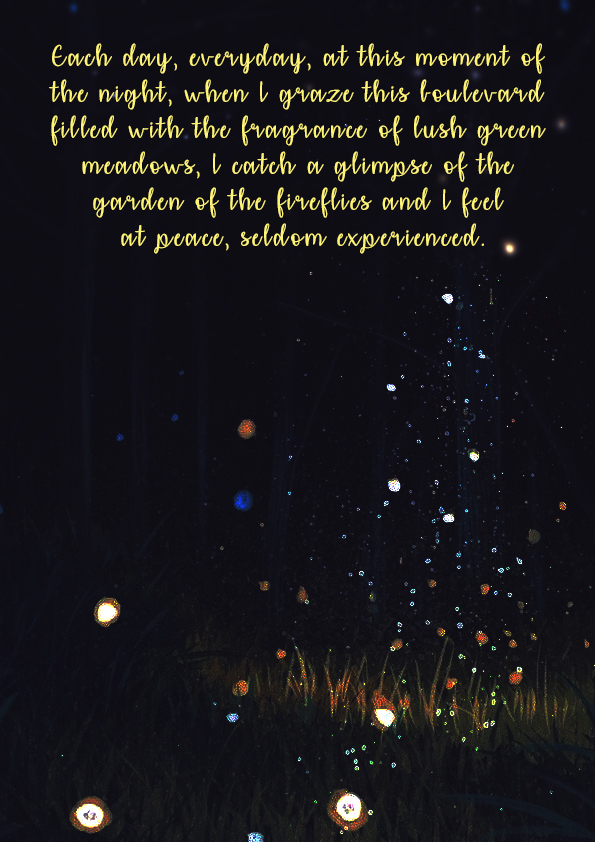 Each day, everyday, at this moment of
the night, when I graze this boulevard
filled with the fragrance of lush green
meadows, I catch a glimpse of the
garden of the fireflies and I feel
at peace, seldom experienced.